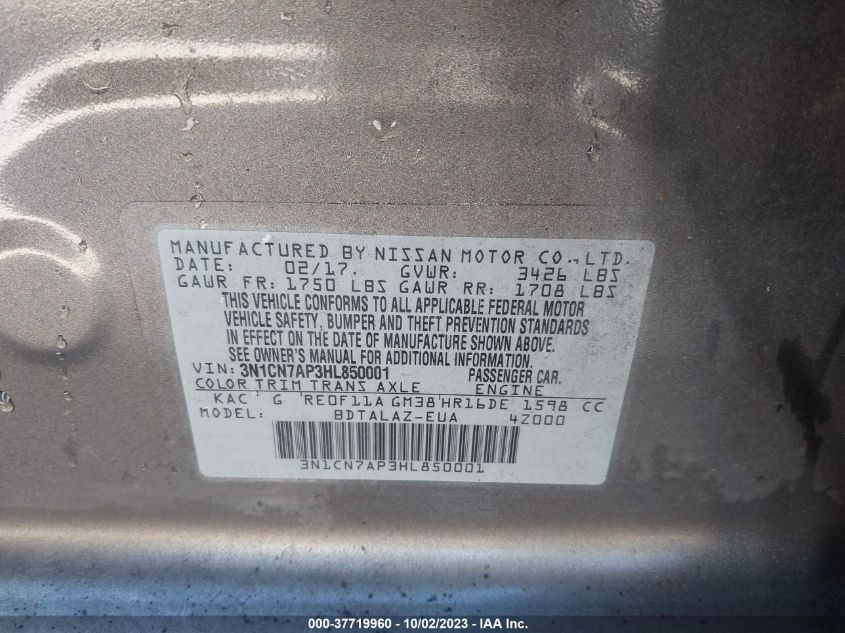 MANUFACTURED BY NISSAN MOTOR CO.,LTD.
DATE: 02/17. GVWR: 3426 LBS
GAWR FR: 1750 LBS GAWR RR: 1708 LBS
THIS VEHICLE CONFORMS TO ALL APPLICABLE FEDERAL MOTOR
VEHICLE SAFETY, BUMPER AND THEFT PREVENTION STANDARDS
IN EFFECT ON THE DATE OF MANUFACTURE SHOWN ABOVE.
SEE OWNER'S MANUAL FOR ADDITIONAL INFORMATION.
VIN: 3N1CN7AP3HL850001 PASSENGER CAR.
COLOR TRIM TRANS AXLE ENGINE
KAC G RE0F11A GM38 HR16DE 1598 CC
MODEL: BDTALAZ-EUA 4Z000
3N1CN7AP3HL850001
000-37719960 - 10/02/2023 - IAA Inc.